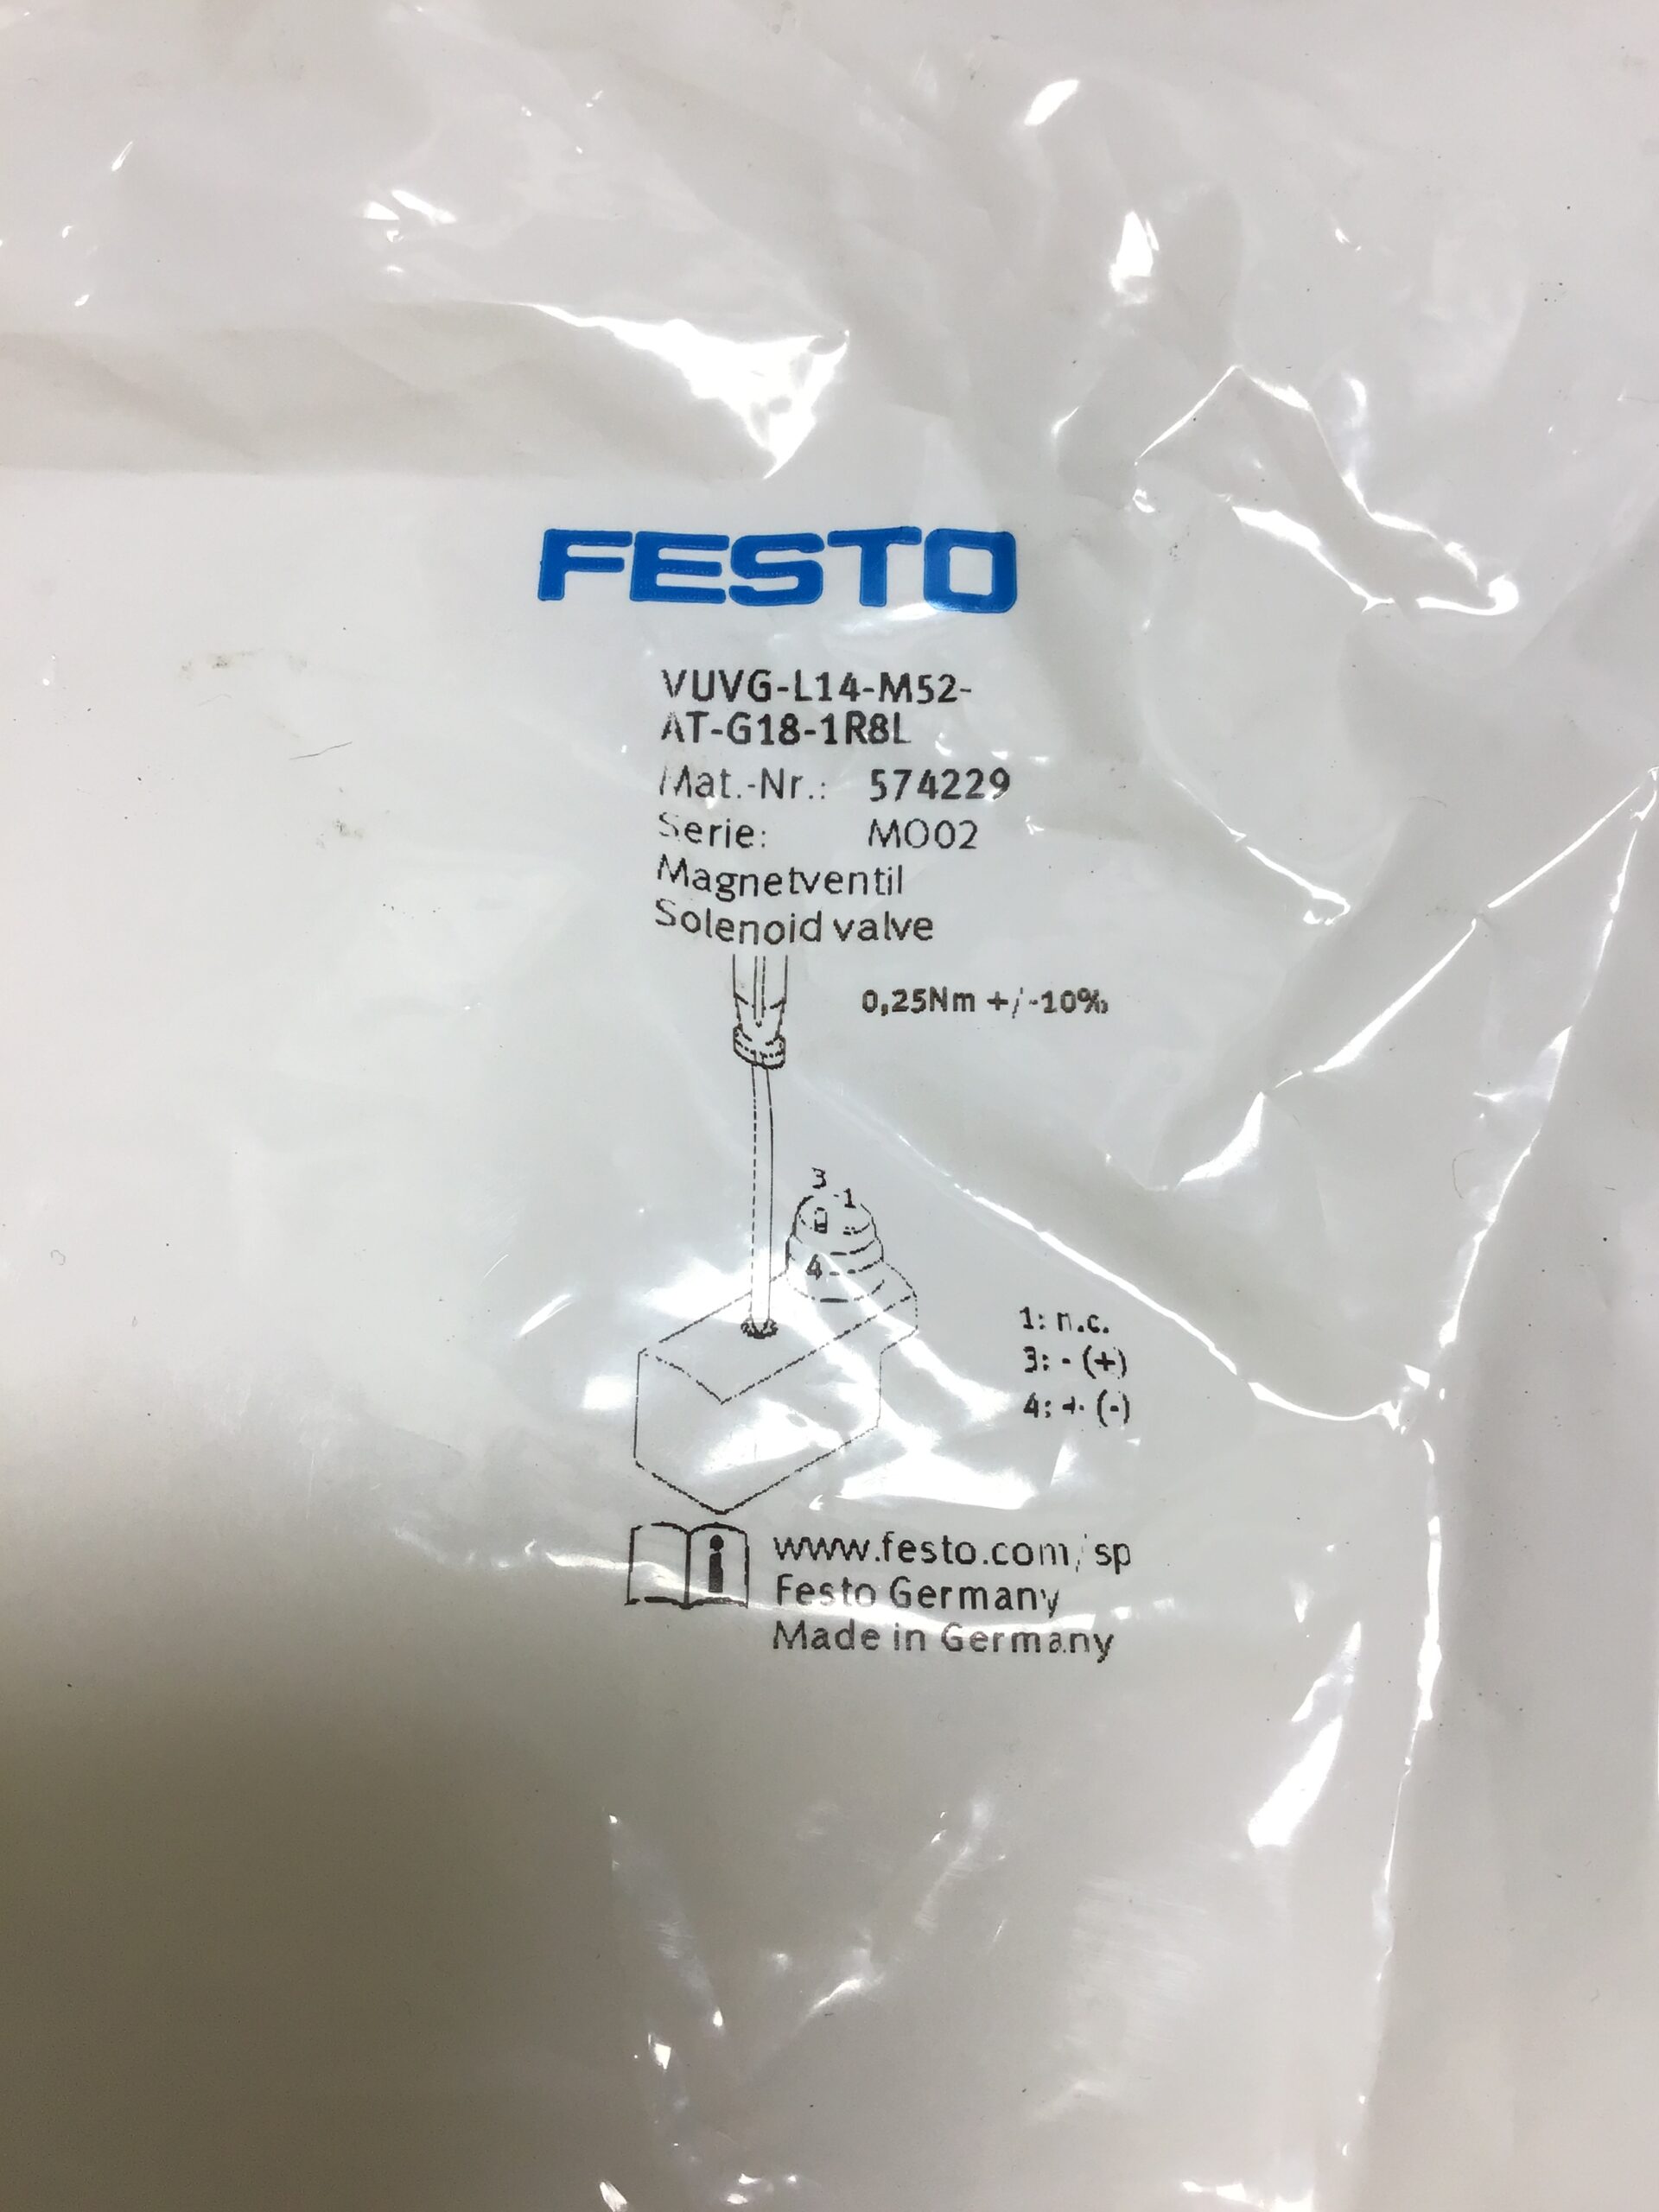 FESTO
VUVG-L14-M52-
AT-G18-1R8L
Mat.-Nr.: 574229
Serie: MO02
Magnetventil
Solenoid valve
0,25Nm +/-10%
3
1
4
1: n.c.
3: - (+)
4: + (-)
www.festo.com/sp
Festo Germany
Made in Germany